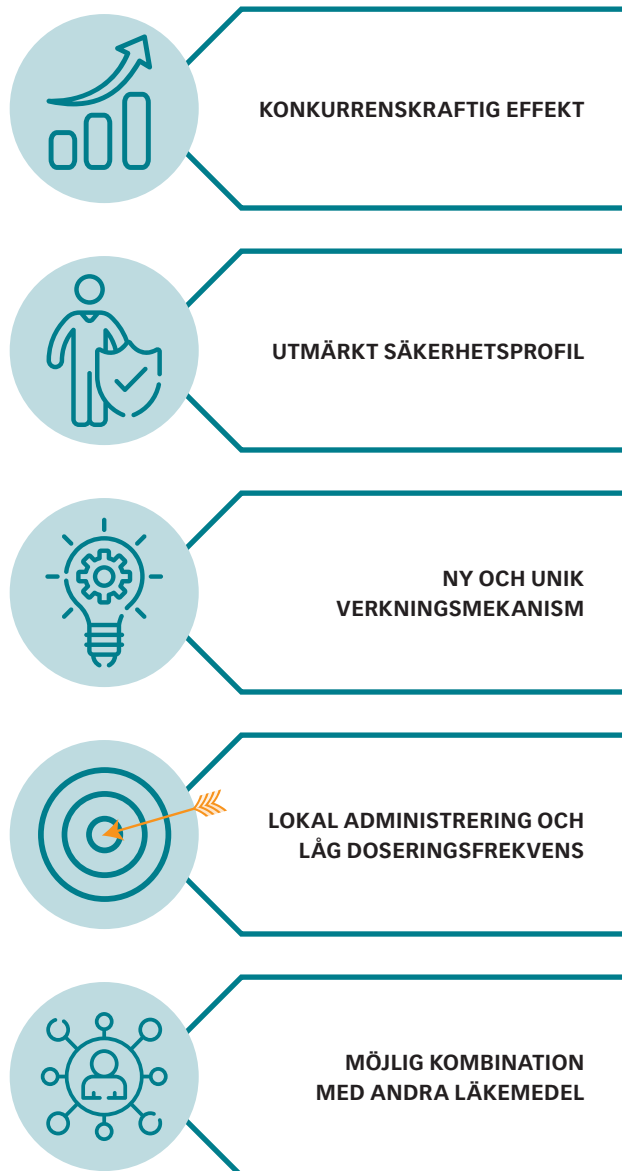 KONKURRENSKRAFTIG EFFEKT
UTMÄRKT SÄKERHETSPROFIL
NY OCH UNIK
VERKNINGSMEKANISM
LOKAL ADMINISTRERING OCH
LÅG DOSERINGSFREKVENS
MÖJLIG KOMBINATION
MED ANDRA LÄKEMEDEL